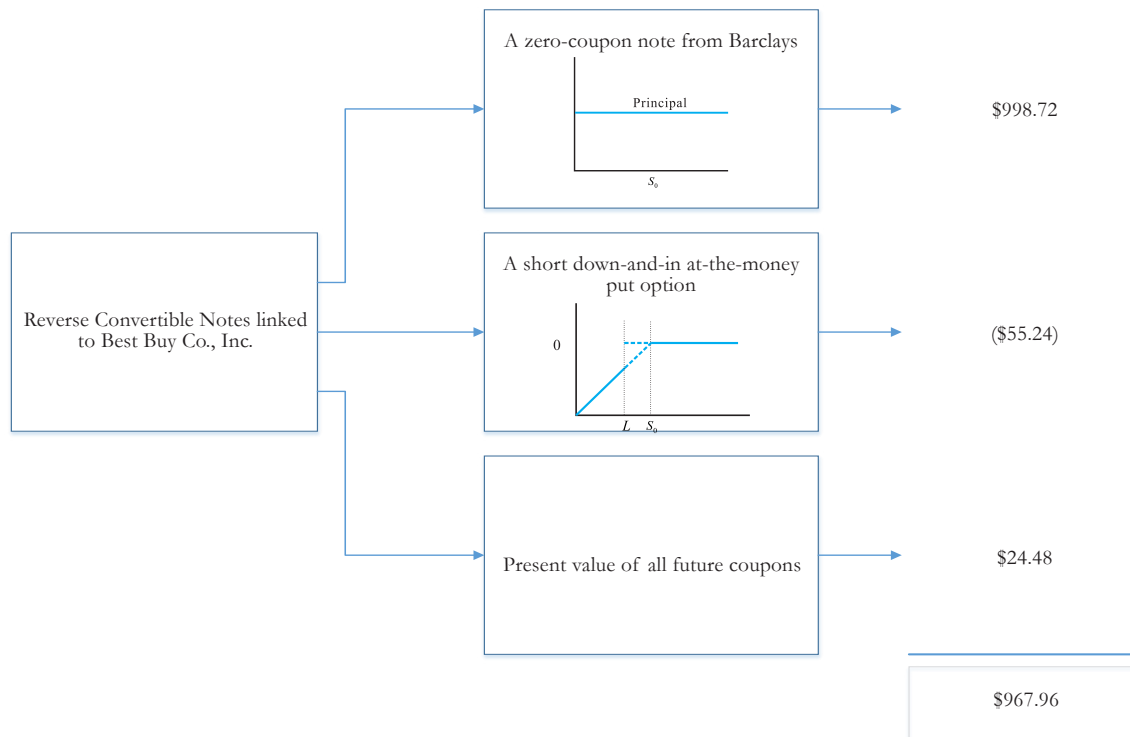 A zero-coupon note from Barclays
Principal
S₀
$998.72
Reverse Convertible Notes linked
to Best Buy Co., Inc.
A short down-and-in at-the-money
put option
0
L S₀
($55.24)
Present value of all future coupons
$24.48
$967.96